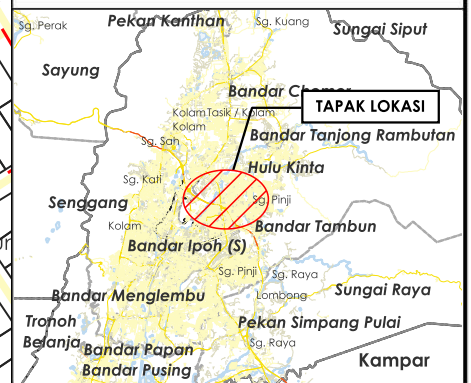 Pekan Kanthan
Sg. Kuang
Sg. Perak
Sungai Siput
Sayung
Bandar Chemor
TAPAK LOKASI
KolamTasik / Kolam
Kolam
Bandar Tanjong Rambutan
Sg. Sah
Hulu Kinta
Sg. Kati
Senggang
Sg. Pinji
Kolam
Bandar Tambun
Bandar Ipoh (S)
Sg. Pinji
Sg. Raya
Sungai Raya
Bandar Menglembu
Lombong
Tronoh
Belanja
Pekan Simpang Pulai
Sg. Raya
Bandar Papan
Kampar
Bandar Pusing